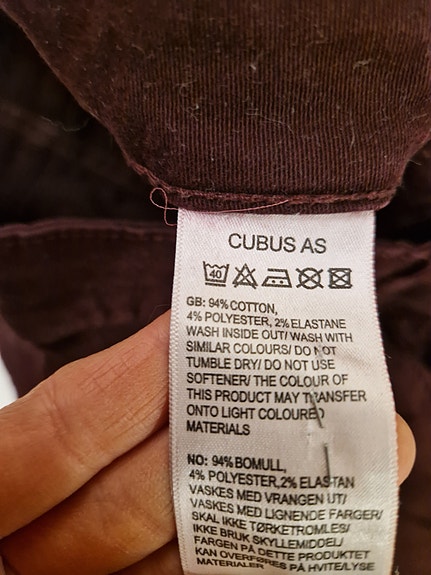 CUBUS AS
40
GB: 94% COTTON,
4% POLYESTER, 2% ELASTANE
WASH INSIDE OUT/ WASH WITH
SIMILAR COLOURS/ DO NOT
TUMBLE DRY/ DO NOT USE
SOFTENER/ THE COLOUR OF
THIS PRODUCT MAY TRANSFER
ONTO LIGHT COLOURED
MATERIALS
NO: 94% BOMULL,
4% POLYESTER,2% ELASTAN
VASKES MED VRANGEN UT/
VASKES MED LIGNENDE FARGER/
SKAL IKKE TØRKETROMLES/
IKKE BRUK SKYLLEMIDDEL/
FARGEN PÅ DETTE PRODUKTET
KAN OVERFØRES PÅ HVITE/LYSE
MATERIALER